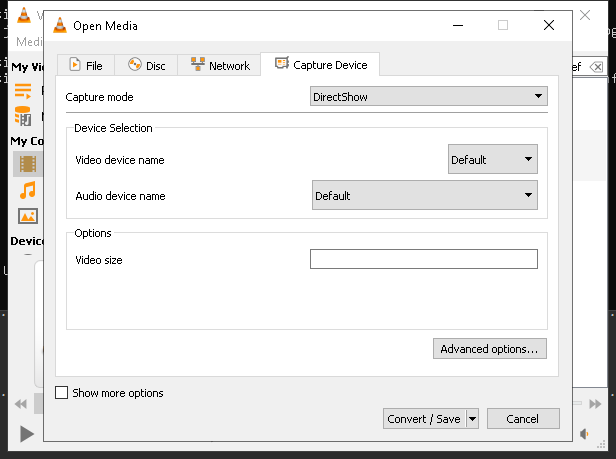 Open Media
Medi
File
Disc
Network
Capture Device
ef
My Vi
Capture mode
DirectShow
Device Selection
My Co
Video device name
Default
Audio device name
Default
Device
Options
Video size
Advanced options...
Show more options
Convert / Save
Cancel